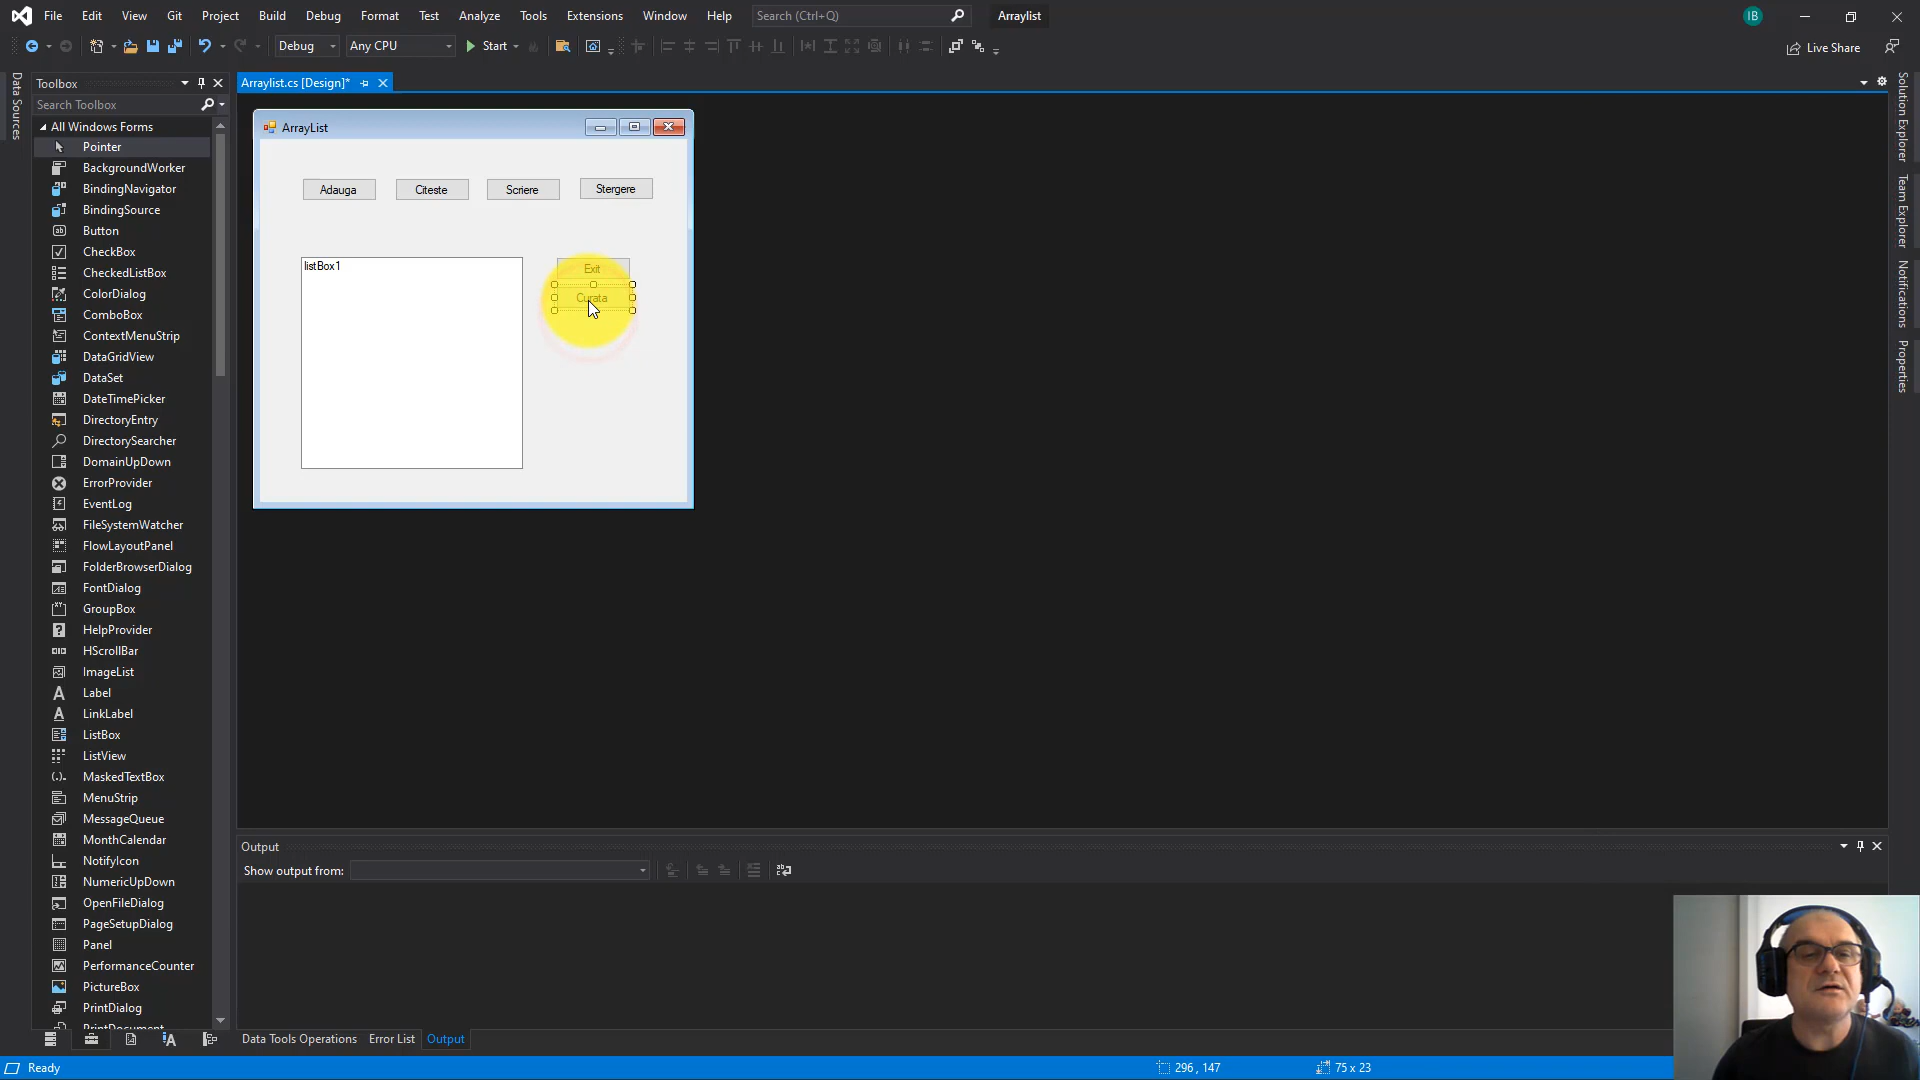 File Edit View Git Project Build Debug Format Test Analyze Tools Extensions Window Help Search (Ctrl+Q) Arraylist IB
Debug Any CPU Start Live Share
Data Sources
Toolbox
Search Toolbox
All Windows Forms
Pointer
BackgroundWorker
BindingNavigator
BindingSource
Button
CheckBox
CheckedListBox
ColorDialog
ComboBox
ContextMenuStrip
DataGridView
DataSet
DateTimePicker
DirectoryEntry
DirectorySearcher
DomainUpDown
ErrorProvider
EventLog
FileSystemWatcher
FlowLayoutPanel
FolderBrowserDialog
FontDialog
GroupBox
HelpProvider
HScrollBar
ImageList
Label
LinkLabel
ListBox
ListView
MaskedTextBox
MenuStrip
MessageQueue
MonthCalendar
NotifyIcon
NumericUpDown
OpenFileDialog
PageSetupDialog
Panel
PerformanceCounter
PictureBox
PrintDialog
PrintDocument
Arraylist.cs [Design]*
ArrayList
Adauga Citeste Scriere Stergere
listBox1
Exit
Curata
Solution Explorer
Team Explorer
Notifications
Properties
Output
Show output from:
Data Tools Operations Error List Output
Ready 296 , 147 75 x 23